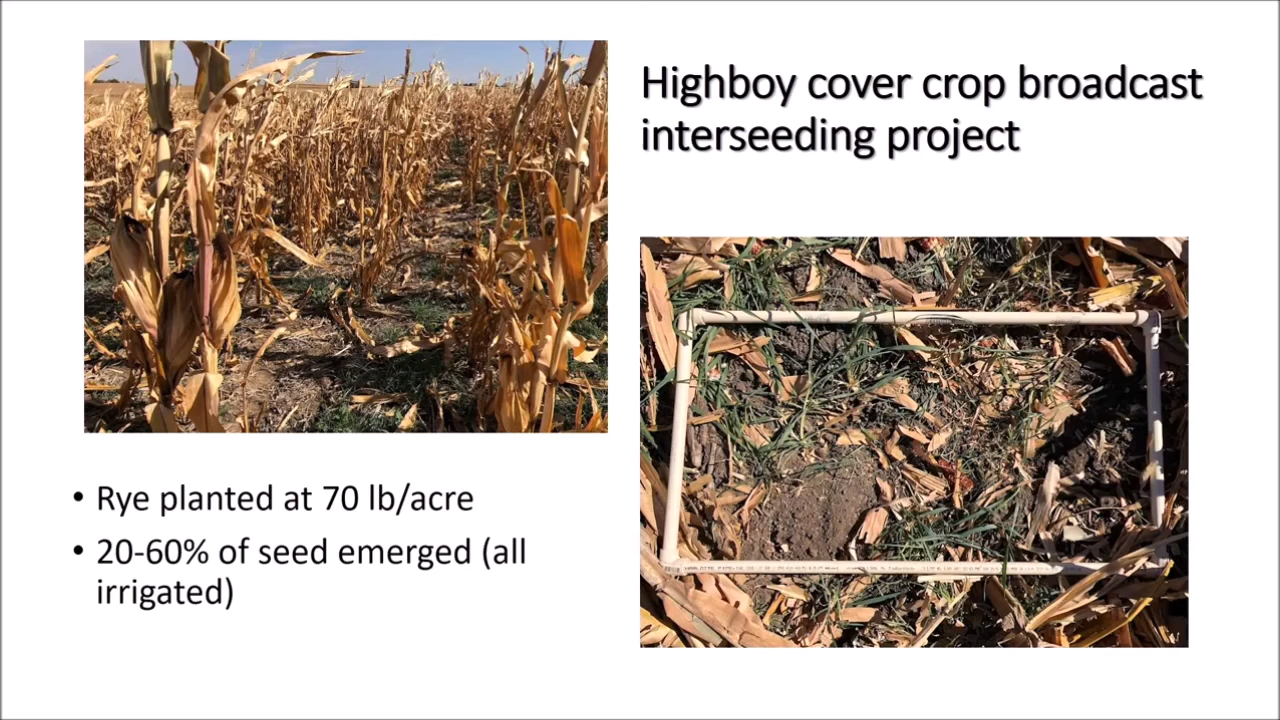 Highboy cover crop broadcast
interseeding project
• Rye planted at 70 lb/acre
• 20-60% of seed emerged (all
irrigated)